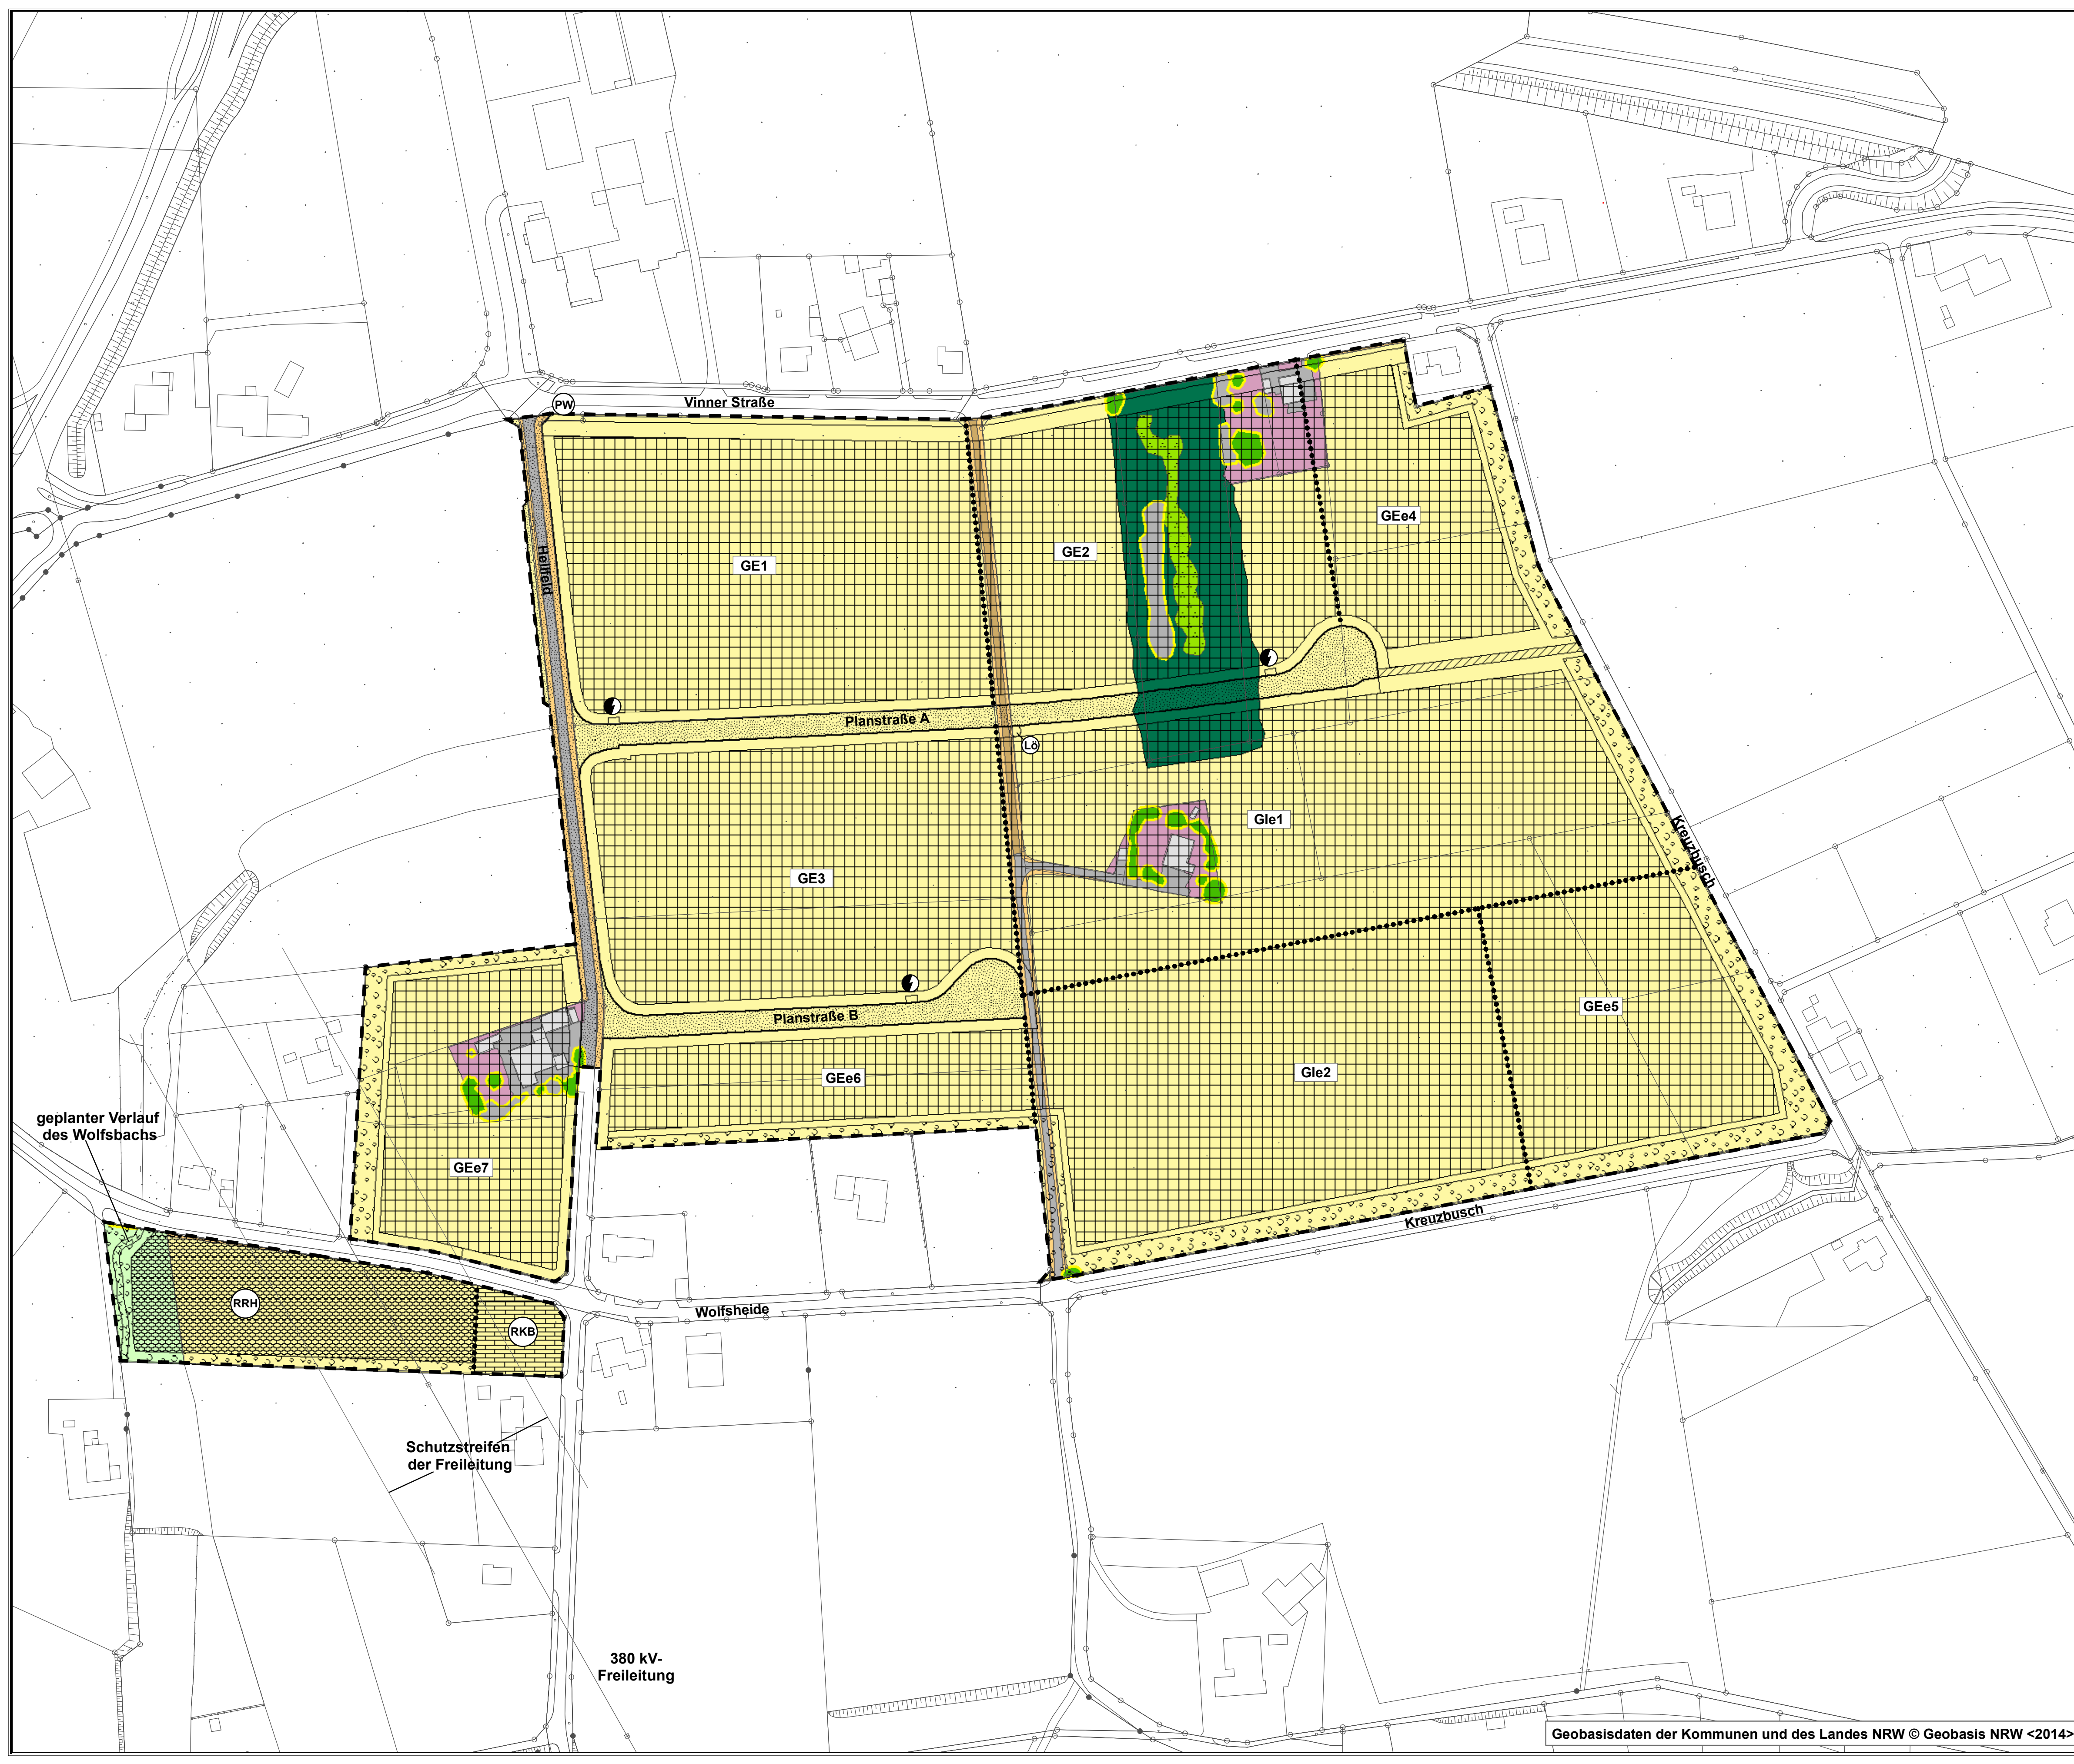 Vinner Straße
PW
Hellfeld
GE1
GE2
GEe4
Planstraße A
Lö
GIe1
Kreuzbusch
GE3
GEe5
Planstraße B
GEe6
GIe2
geplanter Verlauf
des Wolfsbachs
GEe7
Kreuzbusch
RRH
RKB
Wolfsheide
Schutzstreifen
der Freileitung
380 kV-
Freileitung
Geobasisdaten der Kommunen und des Landes NRW © Geobasis NRW <2014>